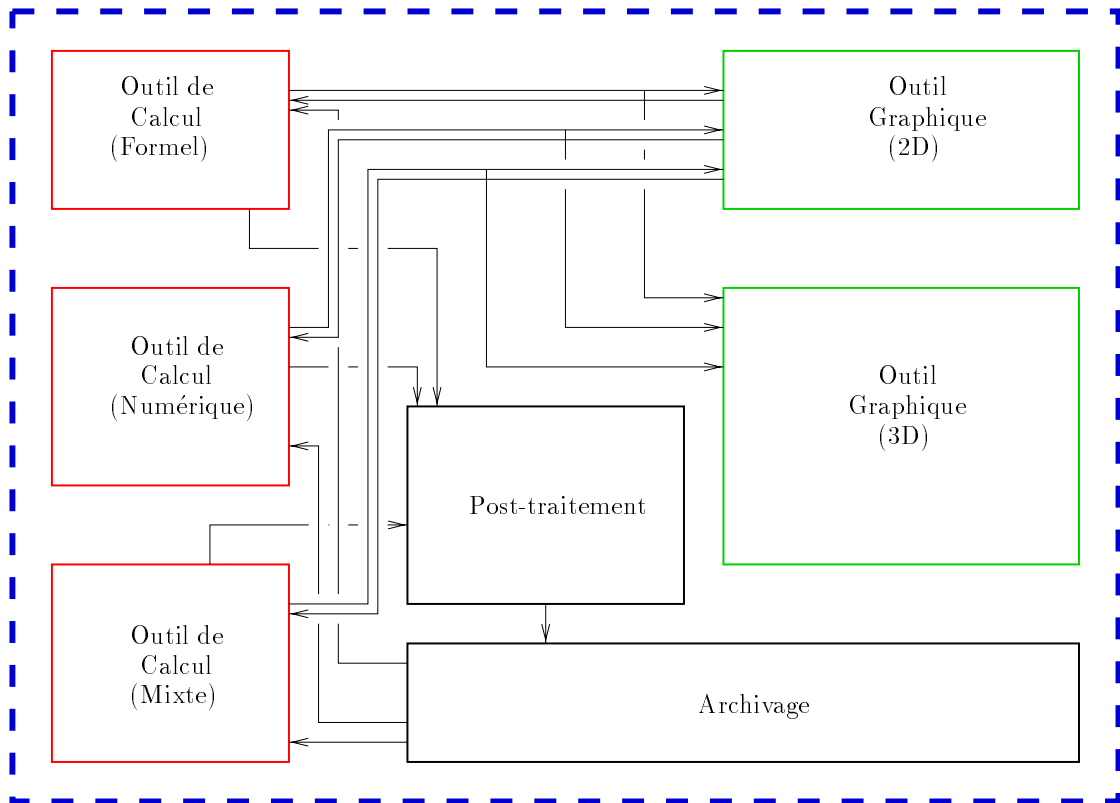 Outil de
Calcul
(Formel)
Outil
Graphique
(2D)
Outil de
Calcul
(Numérique)
Outil
Graphique
(3D)
Post-traitement
Outil de
Calcul
(Mixte)
Archivage